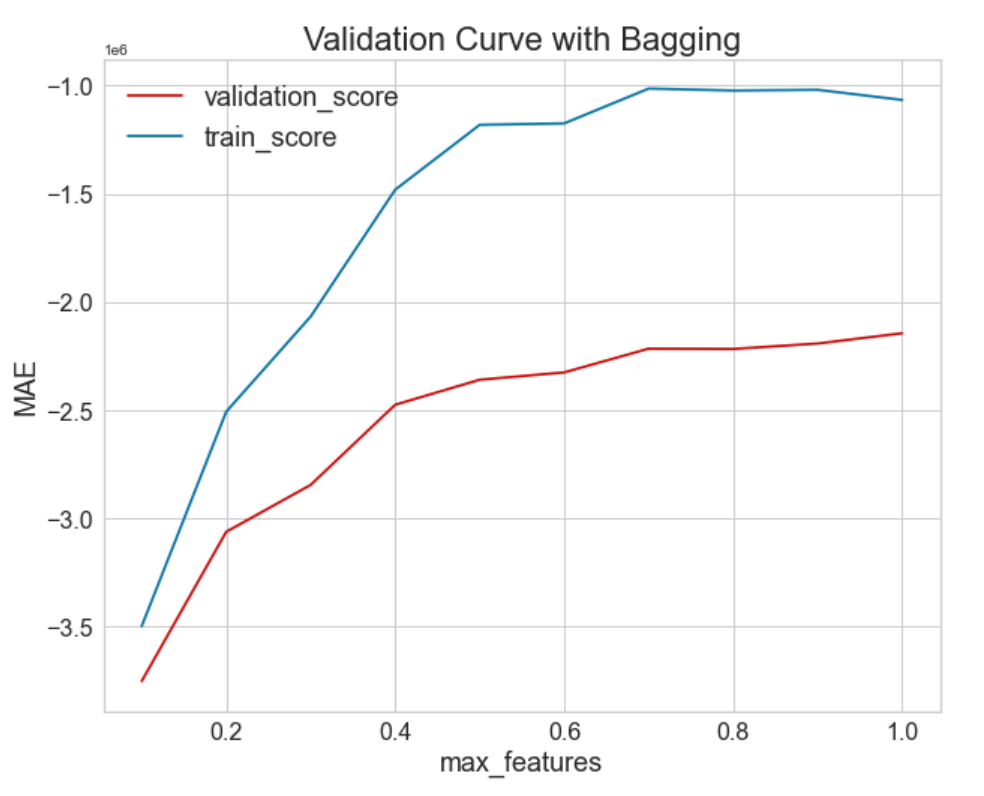 Validation Curve with Bagging
1e6
validation_score
train_score
−1.0
−1.5
−2.0
−2.5
−3.0
−3.5
MAE
0.2 0.4 0.6 0.8 1.0
max_features